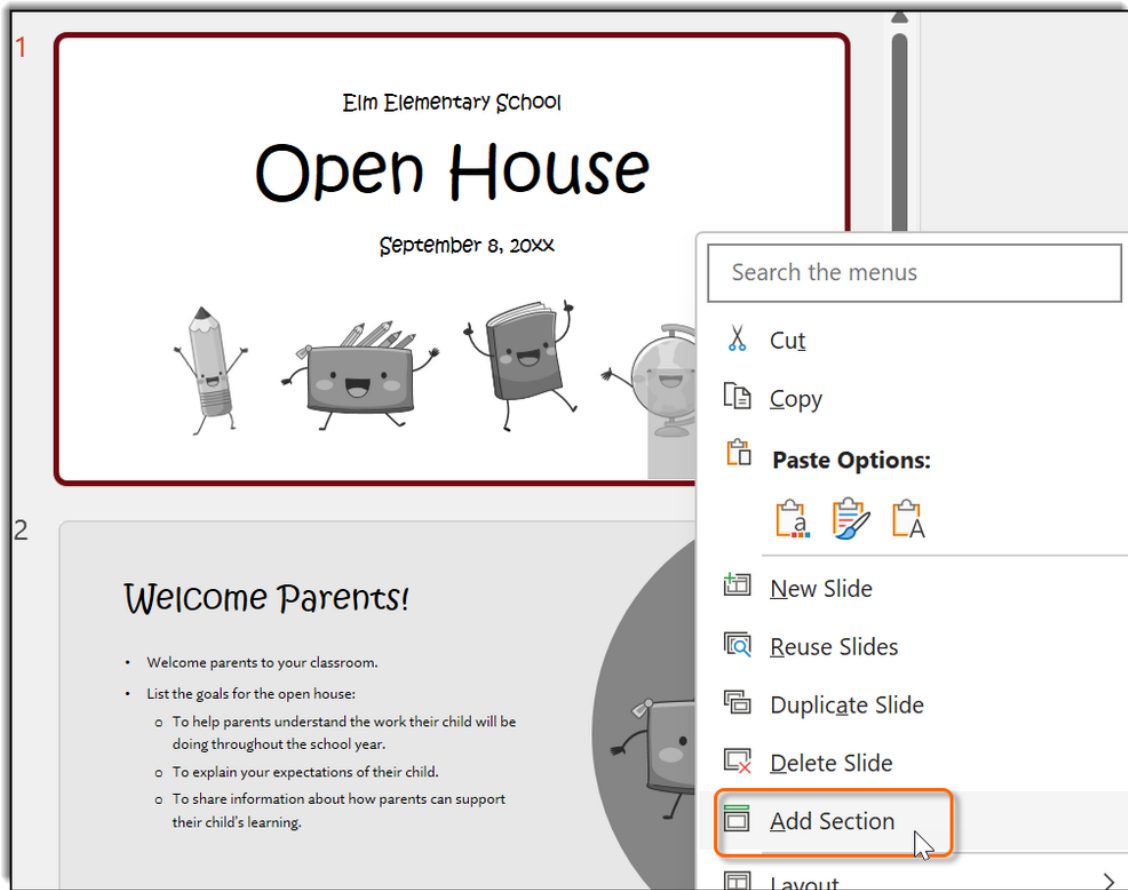 1
Elm Elementary School
Open House
September 8, 20xx
2
Welcome Parents!
• Welcome parents to your classroom.
• List the goals for the open house:
o To help parents understand the work their child will be
doing throughout the school year.
o To explain your expectations of their child.
o To share information about how parents can support
their child's learning.
Search the menus
Cut
Copy
Paste Options:
New Slide
Reuse Slides
Duplicate Slide
Delete Slide
Add Section
Layout